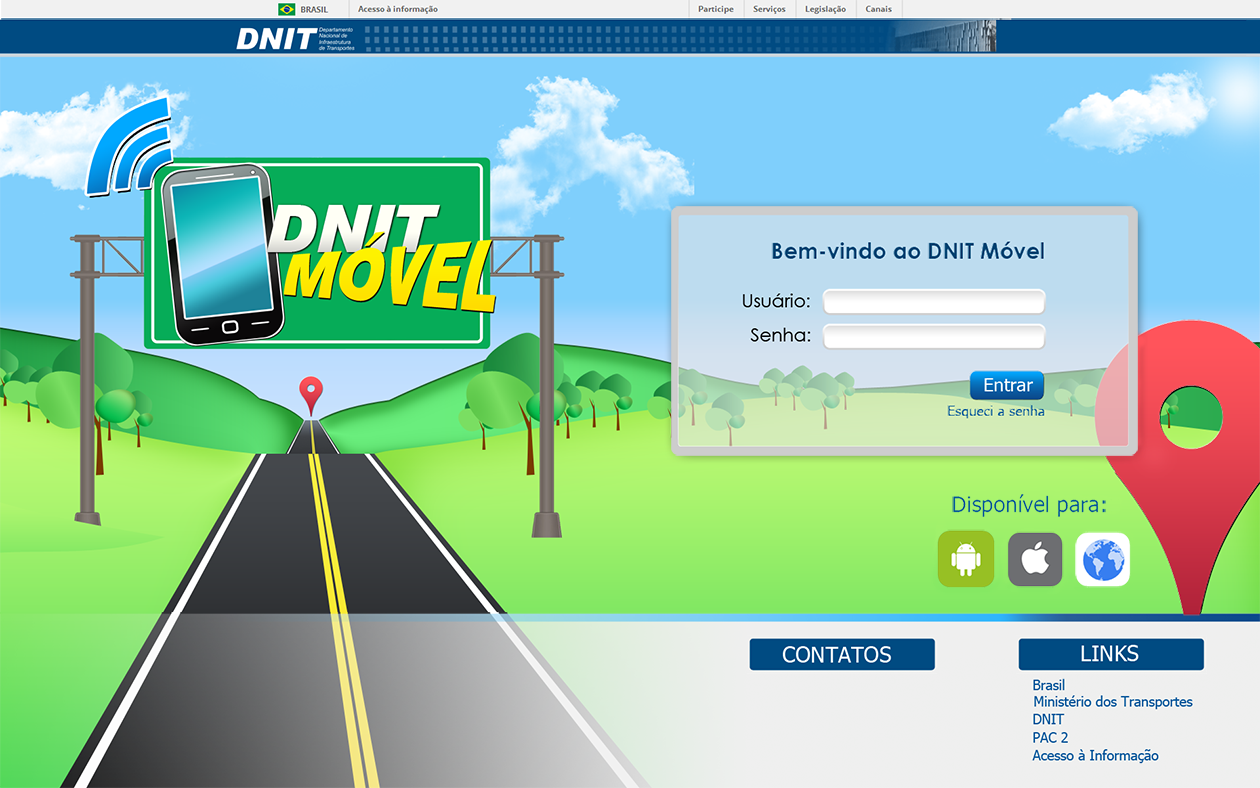 BRASIL
Acesso à informação
Participe
Serviços
Legislação
Canais
DNIT
Departamento
Nacional de
Infraestrutura
de Transportes
DNIT
MÓVEL
Bem-vindo ao DNIT Móvel
Usuário:
Senha:
Entrar
Esqueci a senha
Disponível para:
CONTATOS
LINKS
Brasil
Ministério dos Transportes
DNIT
PAC 2
Acesso à Informação